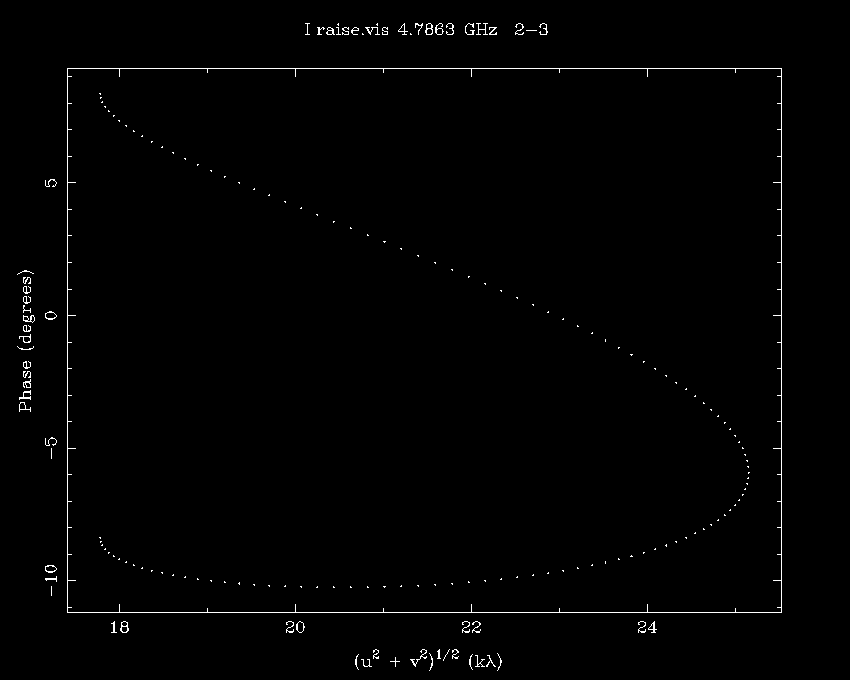 I raise.vis 4.7863 GHz 2−3
5
0
−5
−10
Phase (degrees)
18 20 22 24
(u² + v²)¹/² (kλ)